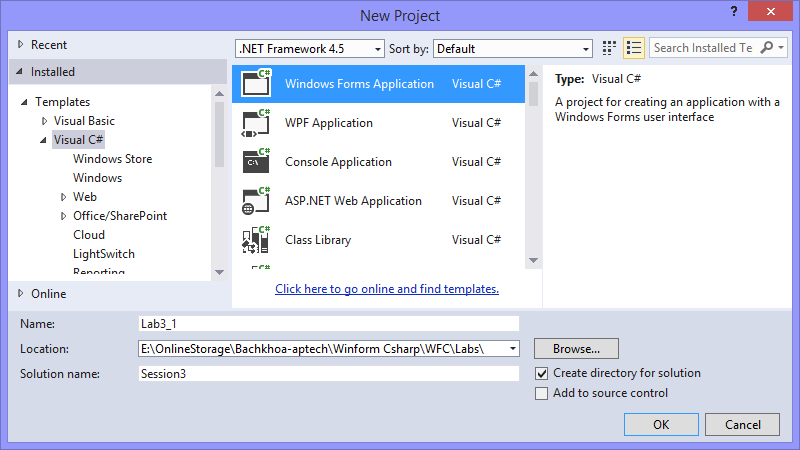 New Project
?
Recent
.NET Framework 4.5
Sort by:
Default
Search Installed Te
Installed
Templates
Visual Basic
Visual C#
Windows Store
Windows
Web
Office/SharePoint
Cloud
LightSwitch
Reporting
Online
C# Windows Forms Application Visual C#
C# WPF Application Visual C#
C# C:\ Console Application Visual C#
C# ASP.NET Web Application Visual C#
C# Class Library Visual C#
C#
Click here to go online and find templates.
Type: Visual C#
A project for creating an application with a
Windows Forms user interface
Name: Lab3_1
Location: E:\OnlineStorage\Bachkhoa-aptech\Winform Csharp\WFC\Labs\ Browse...
Solution name: Session3
Create directory for solution
Add to source control
OK Cancel